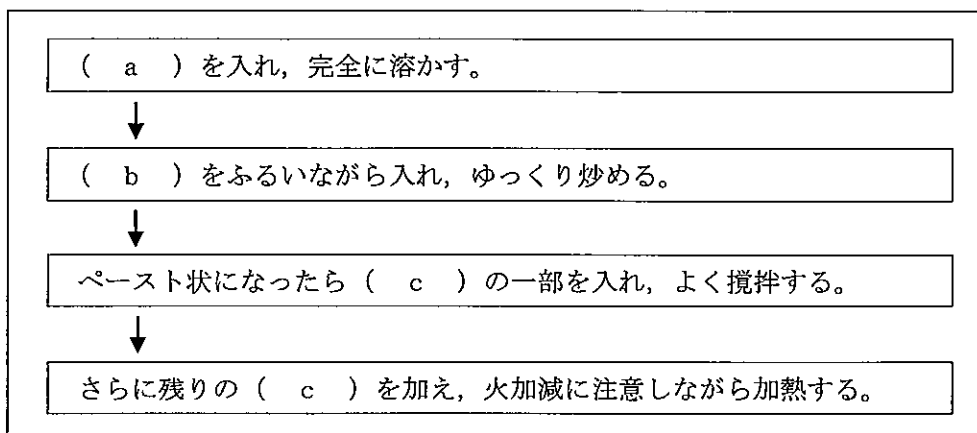 ( a )を入れ，完全に溶かす。
↓
( b )をふるいながら入れ，ゆっくり炒める。
↓
ペースト状になったら( c )の一部を入れ，よく撹拌する。
↓
さらに残りの( c )を加え，火加減に注意しながら加熱する。